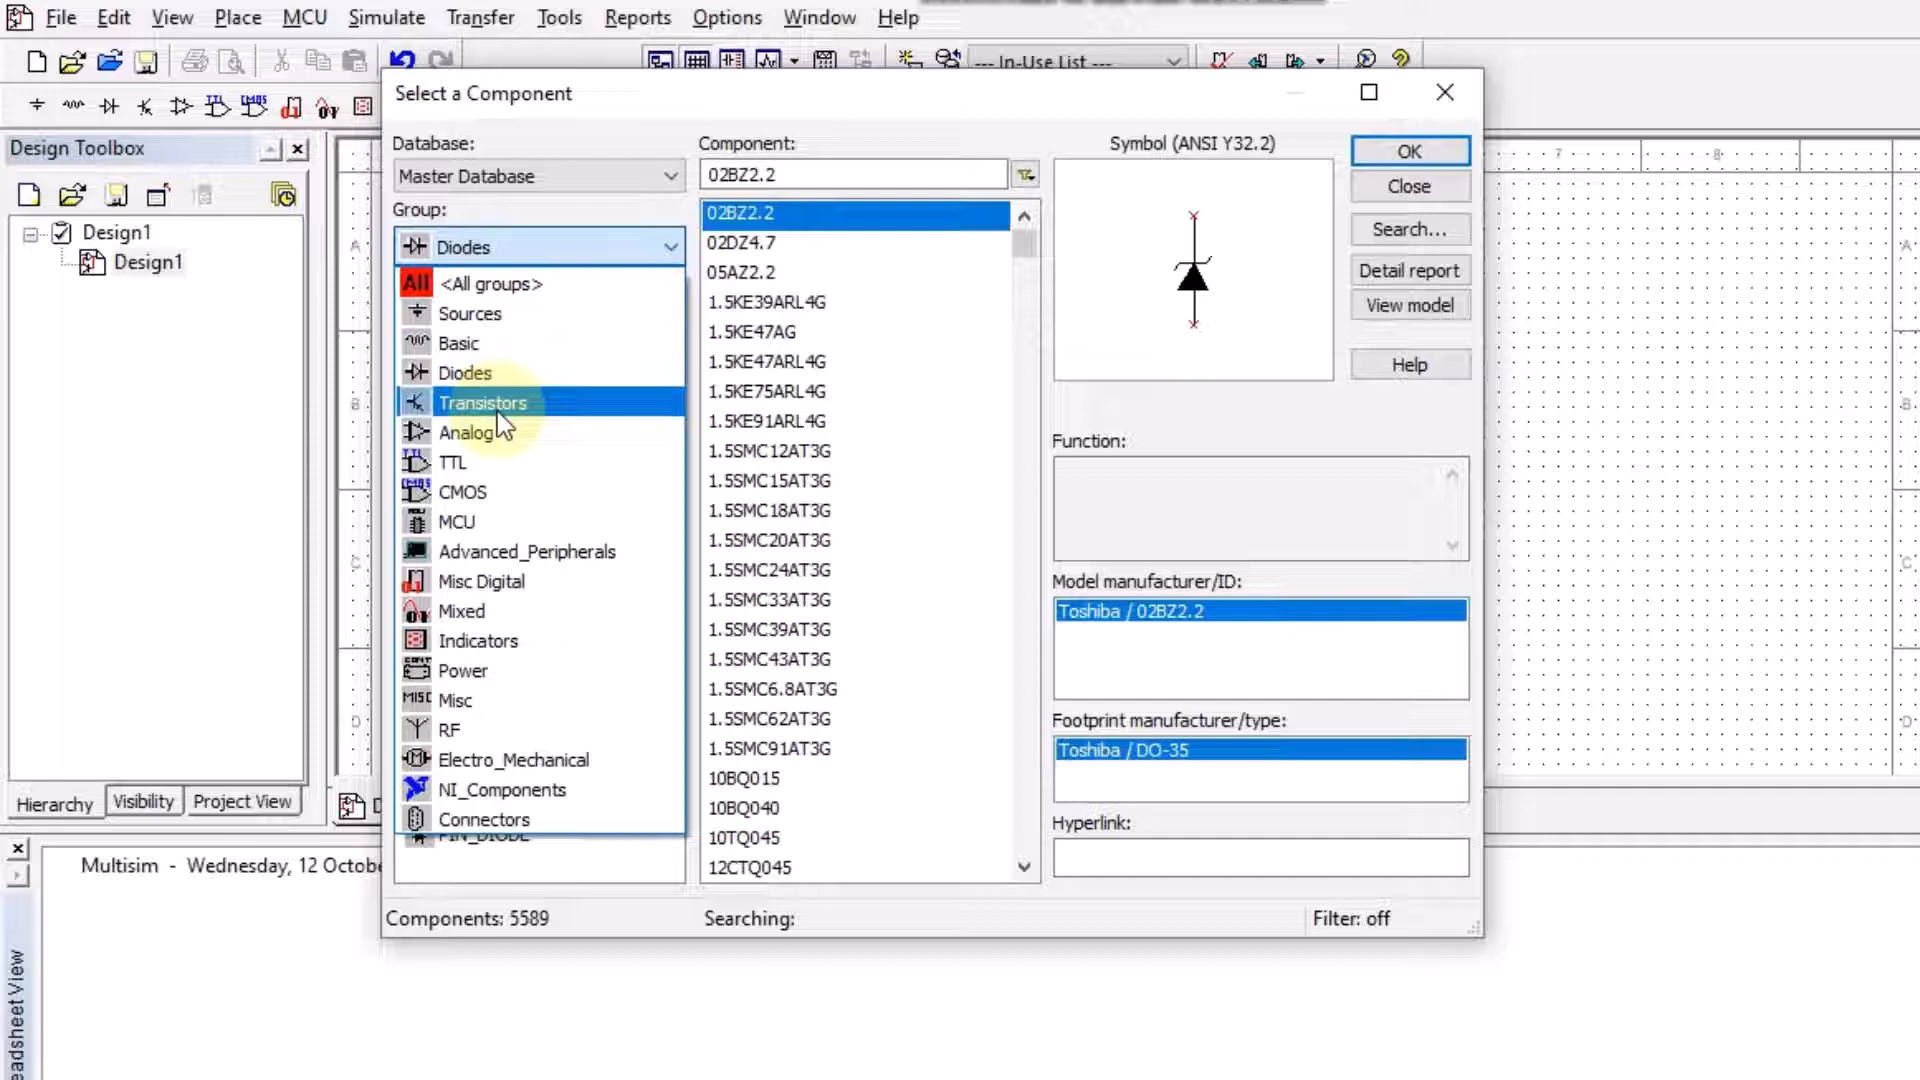 File Edit View Place MCU Simulate Transfer Tools Reports Options Window Help
--- In-Use List ---
Select a Component
Design Toolbox
Design1
Design1
Hierarchy Visibility Project View
Database:
Master Database
Group:
Diodes
All <All groups>
Sources
Basic
Diodes
Transistors
Analog
TTL
CMOS
MCU
Advanced_Peripherals
Misc Digital
Mixed
Indicators
Power
MISC Misc
RF
Electro_Mechanical
NI_Components
Connectors
PIN_DIODE
Component:
02BZ2.2
02BZ2.2
02DZ4.7
05AZ2.2
1.5KE39ARL4G
1.5KE47AG
1.5KE47ARL4G
1.5KE75ARL4G
1.5KE91ARL4G
1.5SMC12AT3G
1.5SMC15AT3G
1.5SMC18AT3G
1.5SMC20AT3G
1.5SMC24AT3G
1.5SMC33AT3G
1.5SMC39AT3G
1.5SMC43AT3G
1.5SMC6.8AT3G
1.5SMC62AT3G
1.5SMC91AT3G
10BQ015
10BQ040
10TQ045
12CTQ045
Symbol (ANSI Y32.2)
OK
Close
Search...
Detail report
View model
Help
Function:
Model manufacturer/ID:
Toshiba / 02BZ2.2
Footprint manufacturer/type:
Toshiba / DO-35
Hyperlink:
Components: 5589 Searching: Filter: off
7 8
A
B
C
D
A
B
C
D
Multisim - Wednesday, 12 Octobe
eadsheet View